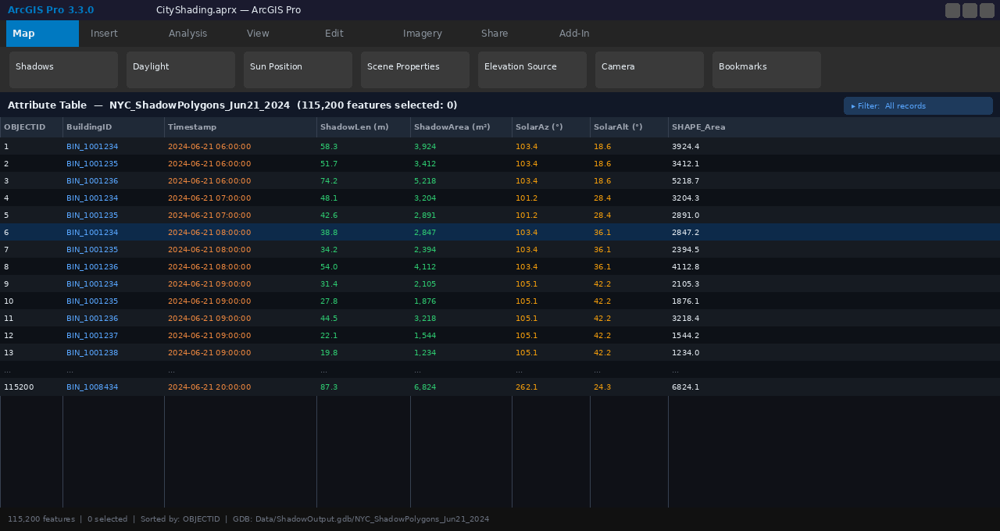 ArcGIS Pro 3.3.0 CityShading.aprx — ArcGIS Pro
Map Insert Analysis View Edit Imagery Share Add-In
Shadows Daylight Sun Position Scene Properties Elevation Source Camera Bookmarks
Attribute Table — NYC_ShadowPolygons_Jun21_2024 (115,200 features selected: 0) ▸ Filter: All records
OBJECTID BuildingID Timestamp ShadowLen (m) ShadowArea (m²) SolarAz (°) SolarAlt (°) SHAPE_Area
1 BIN_1001234 2024-06-21 06:00:00 58.3 3,924 103.4 18.6 3924.4
2 BIN_1001235 2024-06-21 06:00:00 51.7 3,412 103.4 18.6 3412.1
3 BIN_1001236 2024-06-21 06:00:00 74.2 5,218 103.4 18.6 5218.7
4 BIN_1001234 2024-06-21 07:00:00 48.1 3,204 101.2 28.4 3204.3
5 BIN_1001235 2024-06-21 07:00:00 42.6 2,891 101.2 28.4 2891.0
6 BIN_1001234 2024-06-21 08:00:00 38.8 2,847 103.4 36.1 2847.2
7 BIN_1001235 2024-06-21 08:00:00 34.2 2,394 103.4 36.1 2394.5
8 BIN_1001236 2024-06-21 08:00:00 54.0 4,112 103.4 36.1 4112.8
9 BIN_1001234 2024-06-21 09:00:00 31.4 2,105 105.1 42.2 2105.3
10 BIN_1001235 2024-06-21 09:00:00 27.8 1,876 105.1 42.2 1876.1
11 BIN_1001236 2024-06-21 09:00:00 44.5 3,218 105.1 42.2 3218.4
12 BIN_1001237 2024-06-21 09:00:00 22.1 1,544 105.1 42.2 1544.2
13 BIN_1001238 2024-06-21 09:00:00 19.8 1,234 105.1 42.2 1234.0
... ... ... ... ... ... ... ...
115200 BIN_1008434 2024-06-21 20:00:00 87.3 6,824 262.1 24.3 6824.1
115,200 features | 0 selected | Sorted by: OBJECTID | GDB: Data/ShadowOutput.gdb/NYC_ShadowPolygons_Jun21_2024